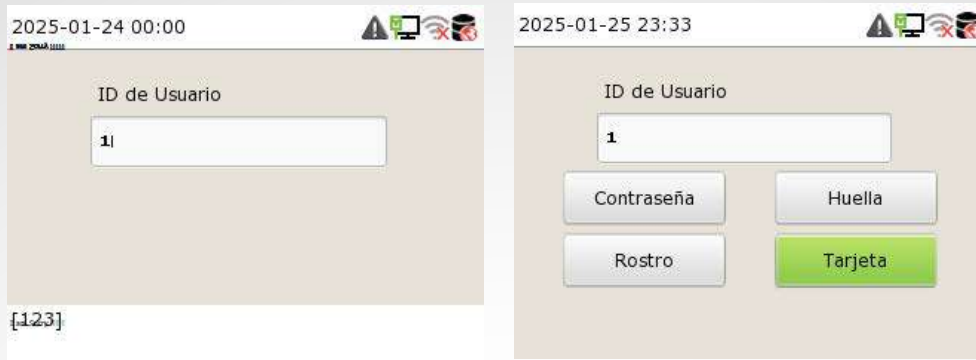 2025-01-24 00:00
ID de Usuario
1
[123]
2025-01-25 23:33
ID de Usuario
1
Contraseña
Huella
Rostro
Tarjeta